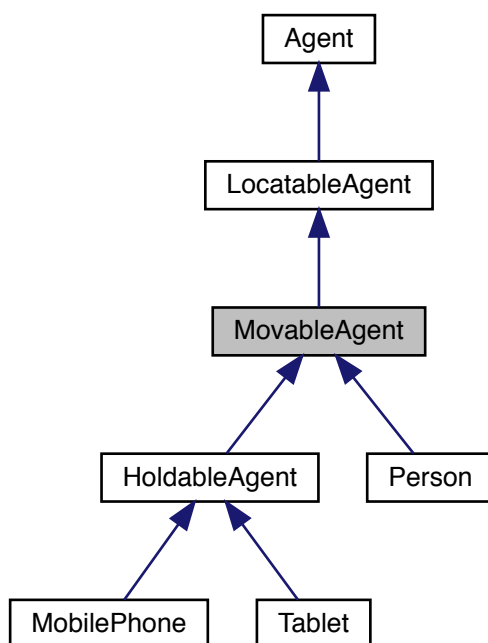 Agent
LocatableAgent
MovableAgent
HoldableAgent
Person
MobilePhone
Tablet